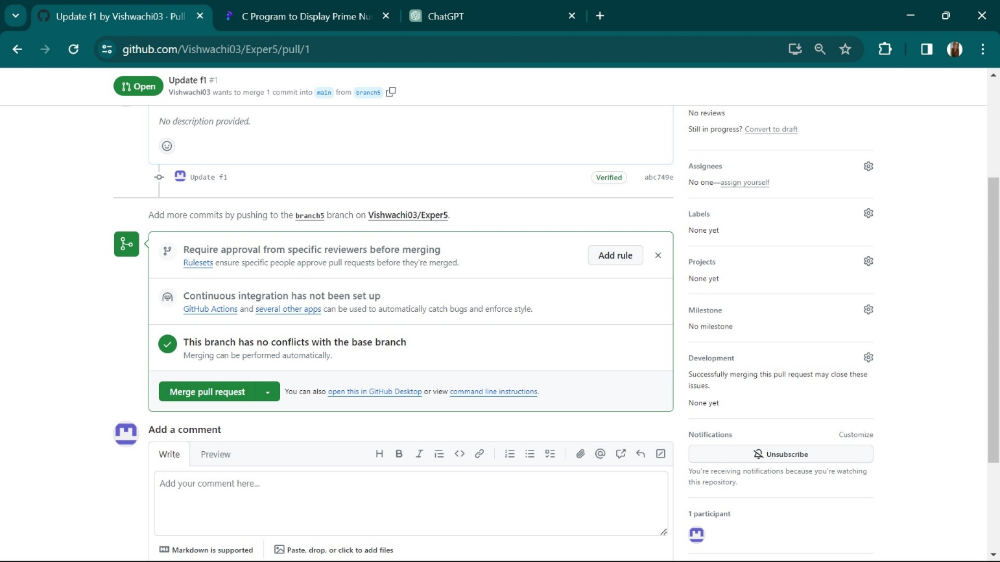 Update f1 by Vishwachi03 · Pull
C Program to Display Prime Nu
ChatGPT
github.com/Vishwachi03/Exper5/pull/1
Open
Update f1 #1
Vishwachi03 wants to merge 1 commit into main from branch5
No description provided.
Update f1
Verified
abc749e
Add more commits by pushing to the branch5 branch on Vishwachi03/Exper5.
Require approval from specific reviewers before merging
Rulesets ensure specific people approve pull requests before they're merged.
Add rule
Continuous integration has not been set up
GitHub Actions and several other apps can be used to automatically catch bugs and enforce style.
This branch has no conflicts with the base branch
Merging can be performed automatically.
Merge pull request
You can also open this in GitHub Desktop or view command line instructions.
Add a comment
Write
Preview
Add your comment here...
Markdown is supported
Paste, drop, or click to add files
No reviews
Still in progress? Convert to draft
Assignees
No one—assign yourself
Labels
None yet
Projects
None yet
Milestone
No milestone
Development
Successfully merging this pull request may close these
issues.
None yet
Notifications
Customize
Unsubscribe
You're receiving notifications because you're watching
this repository.
1 participant